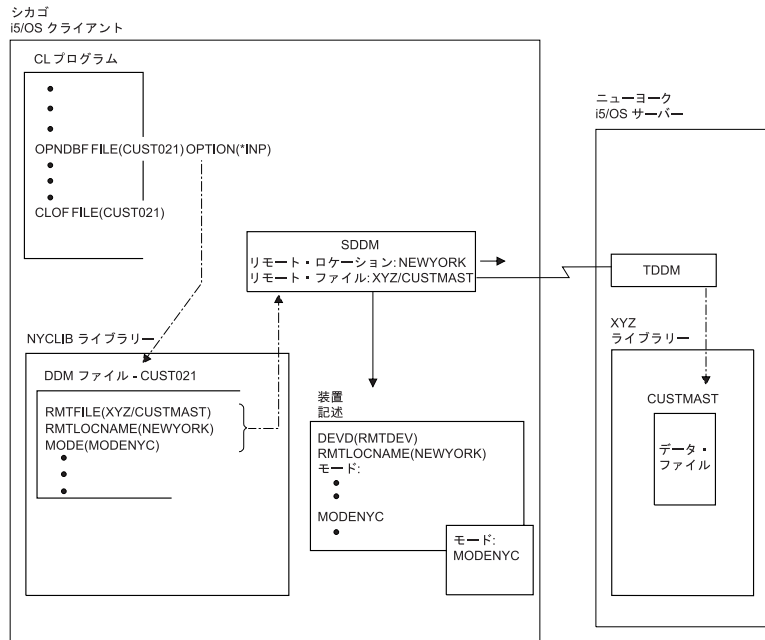 シカゴ
i5/OS クライアント
CL プログラム
OPNDBF FILE(CUST021) OPTION(*INP)
CLOF FILE(CUST021)
ニューヨーク
i5/OS サーバー
SDDM
リモート・ロケーション: NEWYORK
リモート・ファイル: XYZ/CUSTMAST
TDDM
NYCLIB ライブラリー
DDM ファイル - CUST021
RMTFILE(XYZ/CUSTMAST)
RMTLOCNAME(NEWYORK)
MODE(MODENYC)
装置
記述
DEVD(RMTDEV)
RMTLOCNAME(NEWYORK)
モード:
MODENYC
モード:
MODENYC
XYZ
ライブラリー
CUSTMAST
データ・
ファイル